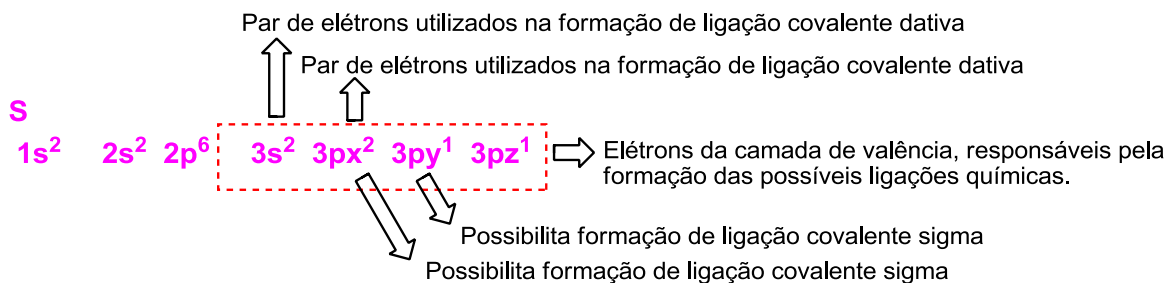 Par de elétrons utilizados na formação de ligação covalente dativa
Par de elétrons utilizados na formação de ligação covalente dativa
S
1s² 2s² 2p⁶ 3s² 3px² 3py¹ 3pz¹
Elétrons da camada de valência, responsáveis pela
formação das possíveis ligações químicas.
Possibilita formação de ligação covalente sigma
Possibilita formação de ligação covalente sigma